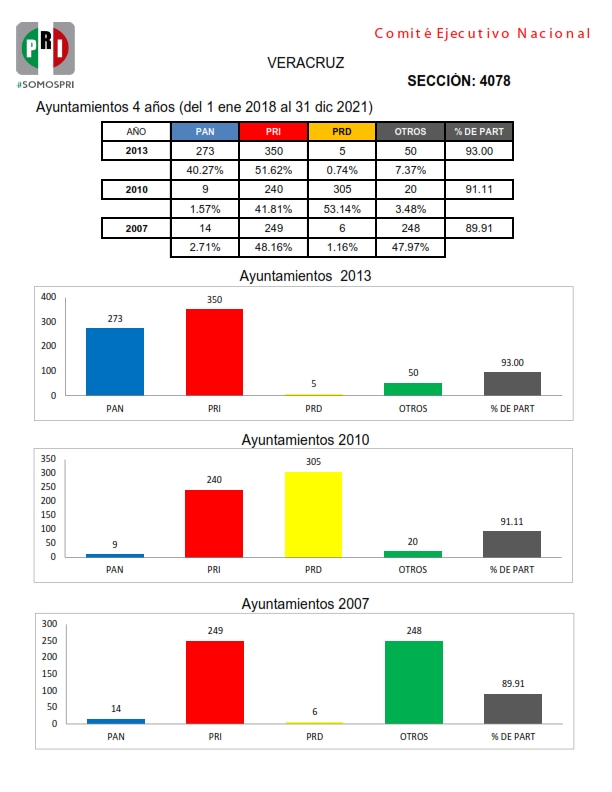 Comité Ejecutivo Nacional
PRI
#SOMOSPRI
VERACRUZ
SECCIÓN: 4078
Ayuntamientos 4 años (del 1 ene 2018 al 31 dic 2021)
AÑO PAN PRI PRD OTROS % DE PART
2013 273 350 5 50 93.00
40.27% 51.62% 0.74% 7.37%
2010 9 240 305 20 91.11
1.57% 41.81% 53.14% 3.48%
2007 14 249 6 248 89.91
2.71% 48.16% 1.16% 47.97%
Ayuntamientos 2013
400
350
300
273
200
100
93.00
50
5
0
PAN PRI PRD OTROS % DE PART
Ayuntamientos 2010
350
305
300
250
240
200
150
100
91.11
50
20
9
0
PAN PRI PRD OTROS % DE PART
Ayuntamientos 2007
300
249 248
250
200
150
100
89.91
50
14
6
0
PAN PRI PRD OTROS % DE PART